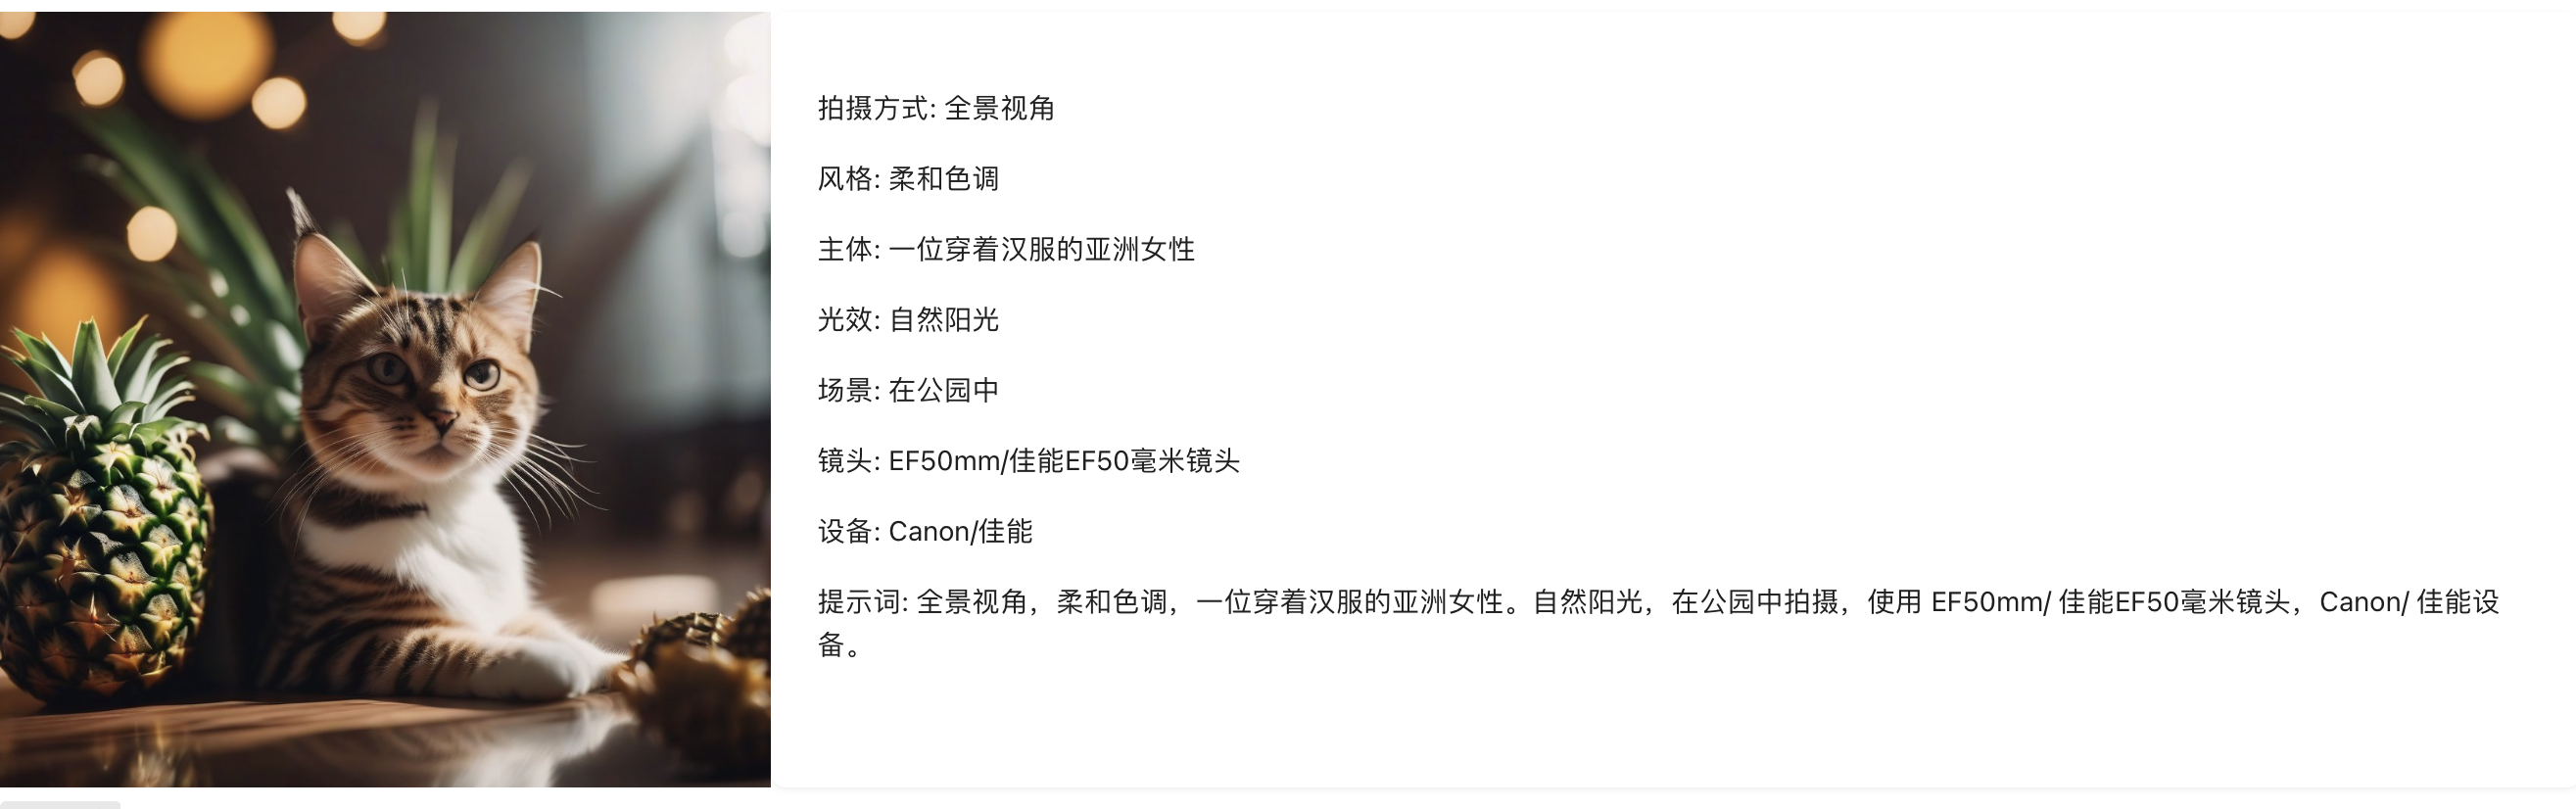 拍摄方式: 全景视角
风格: 柔和色调
主体: 一位穿着汉服的亚洲女性
光效: 自然阳光
场景: 在公园中
镜头: EF50mm/佳能EF50毫米镜头
设备: Canon/佳能
提示词: 全景视角，柔和色调，一位穿着汉服的亚洲女性。自然阳光，在公园中拍摄，使用 EF50mm/ 佳能EF50毫米镜头，Canon/ 佳能设
备。